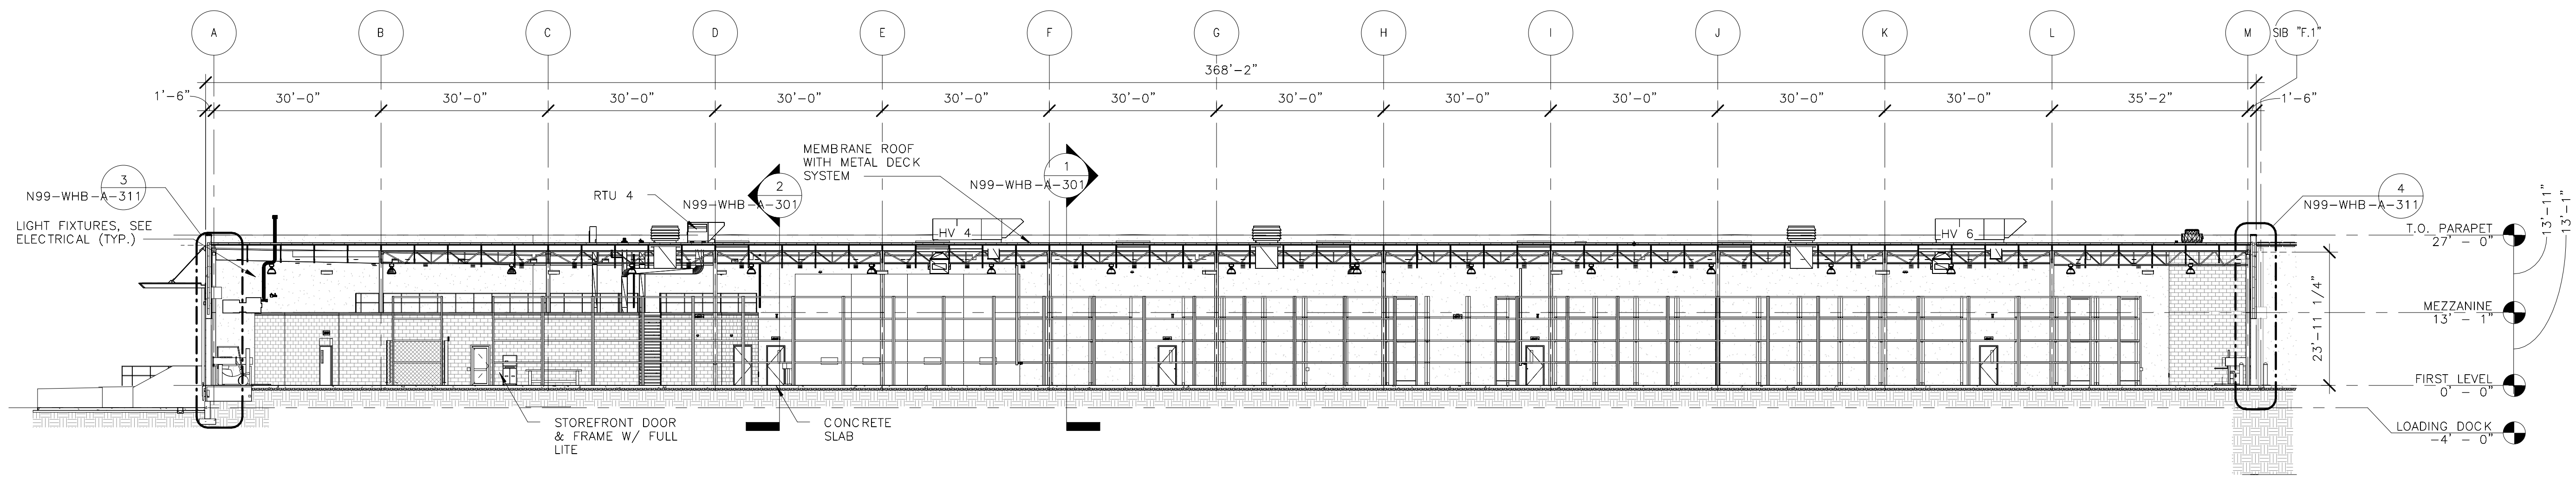 A
B
C
D
E
F
G
H
I
J
K
L
M
SIB "F.1"
368'-2"
1'-6"
30'-0"
30'-0"
30'-0"
30'-0"
30'-0"
30'-0"
30'-0"
30'-0"
30'-0"
30'-0"
30'-0"
35'-2"
1'-6"
3
N99-WHB-A-311
LIGHT FIXTURES, SEE
ELECTRICAL (TYP.)
RTU 4
2
N99-WHB-A-301
MEMBRANE ROOF
WITH METAL DECK
SYSTEM
1
N99-WHB-A-301
HV 4
HV 6
4
N99-WHB-A-311
T.O. PARAPET
27' - 0"
13'-11"
13'-1"
MEZZANINE
13' - 1"
23'-11 1/4"
FIRST LEVEL
0' - 0"
LOADING DOCK
-4' - 0"
STOREFRONT DOOR
& FRAME W/ FULL
LITE
CONCRETE
SLAB